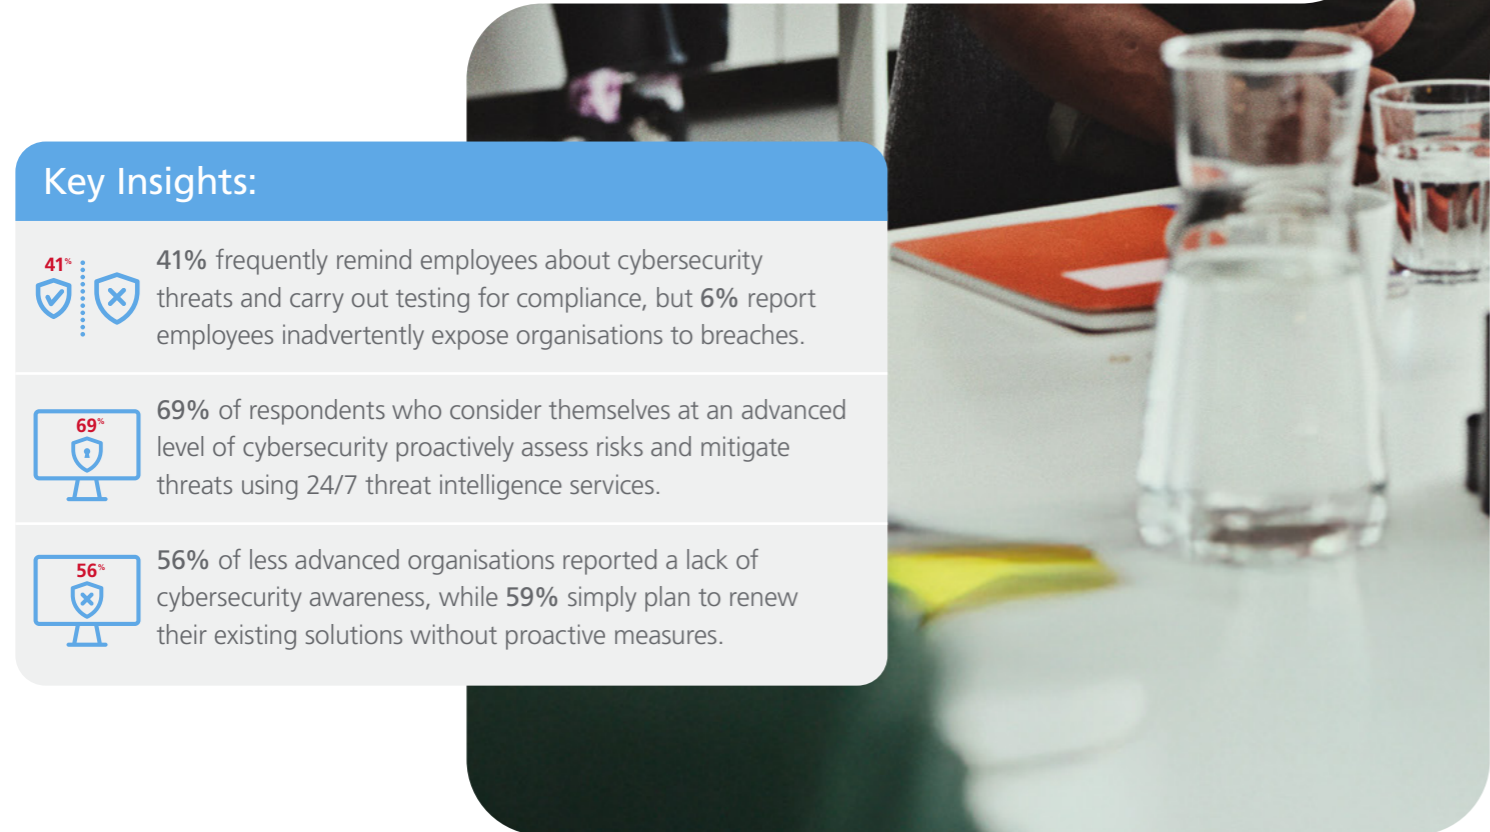 Key Insights:
41%
41% frequently remind employees about cybersecurity
threats and carry out testing for compliance, but 6% report
employees inadvertently expose organisations to breaches.
69%
69% of respondents who consider themselves at an advanced
level of cybersecurity proactively assess risks and mitigate
threats using 24/7 threat intelligence services.
56%
56% of less advanced organisations reported a lack of
cybersecurity awareness, while 59% simply plan to renew
their existing solutions without proactive measures.